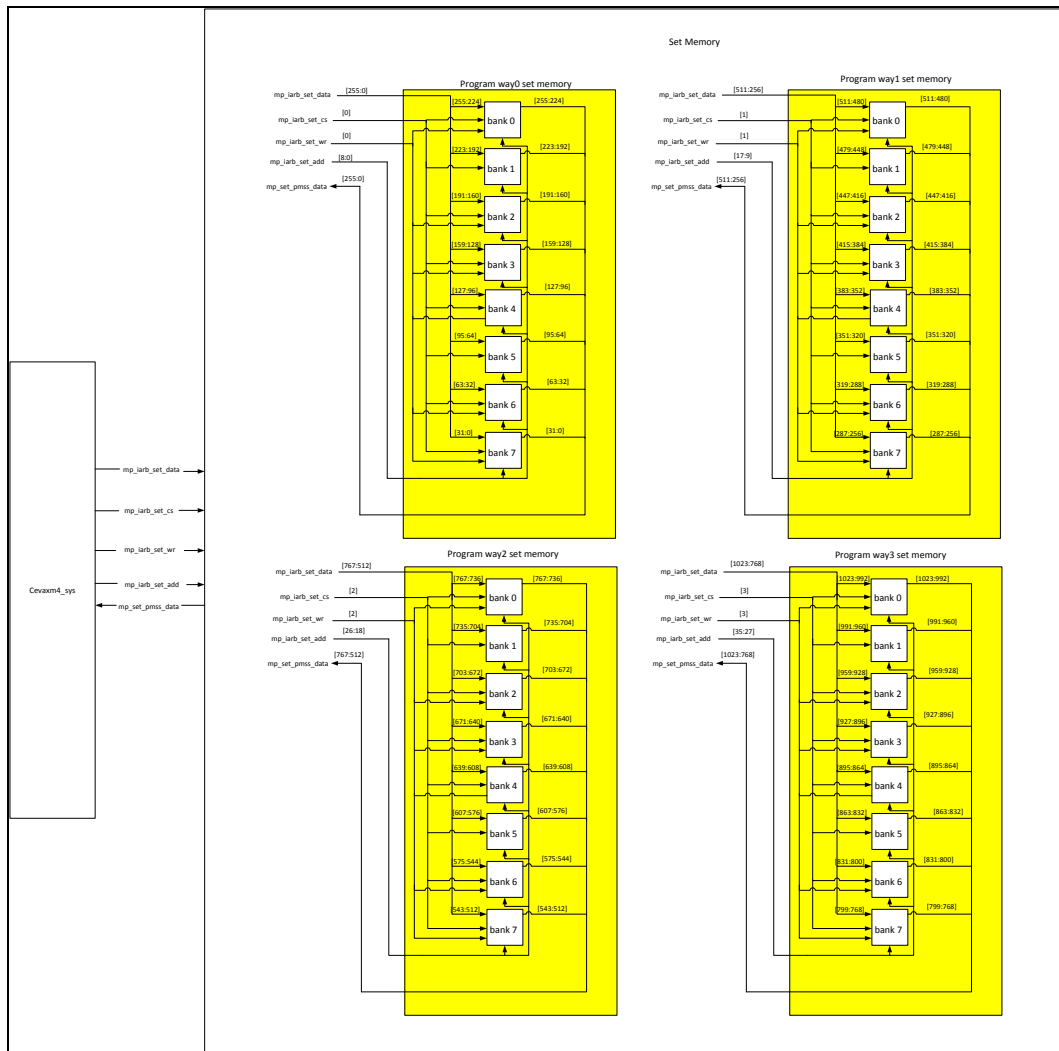 Set Memory
Program way0 set memory
mp_iarb_set_data [255:0]
mp_iarb_set_cs [0]
mp_iarb_set_wr [0]
mp_iarb_set_add [8:0]
mp_set_pmss_data [255:0]
[255:224] bank 0 [255:224]
[223:192] bank 1 [223:192]
[191:160] bank 2 [191:160]
[159:128] bank 3 [159:128]
[127:96] bank 4 [127:96]
[95:64] bank 5 [95:64]
[63:32] bank 6 [63:32]
[31:0] bank 7 [31:0]
Program way1 set memory
mp_iarb_set_data [511:256]
mp_iarb_set_cs [1]
mp_iarb_set_wr [1]
mp_iarb_set_add [17:9]
mp_set_pmss_data [511:256]
[511:480] bank 0 [511:480]
[479:448] bank 1 [479:448]
[447:416] bank 2 [447:416]
[415:384] bank 3 [415:384]
[383:352] bank 4 [383:352]
[351:320] bank 5 [351:320]
[319:288] bank 6 [319:288]
[287:256] bank 7 [287:256]
Cevaxm4_sys
mp_iarb_set_data
mp_iarb_set_cs
mp_iarb_set_wr
mp_iarb_set_add
mp_set_pmss_data
Program way2 set memory
mp_iarb_set_data [767:512]
mp_iarb_set_cs [2]
mp_iarb_set_wr [2]
mp_iarb_set_add [26:18]
mp_set_pmss_data [767:512]
[767:736] bank 0 [767:736]
[735:704] bank 1 [735:704]
[703:672] bank 2 [703:672]
[671:640] bank 3 [671:640]
[639:608] bank 4 [639:608]
[607:576] bank 5 [607:576]
[575:544] bank 6 [575:544]
[543:512] bank 7 [543:512]
Program way3 set memory
mp_iarb_set_data [1023:768]
mp_iarb_set_cs [3]
mp_iarb_set_wr [3]
mp_iarb_set_add [35:27]
mp_set_pmss_data [1023:768]
[1023:992] bank 0 [1023:992]
[991:960] bank 1 [991:960]
[959:928] bank 2 [959:928]
[927:896] bank 3 [927:896]
[895:864] bank 4 [895:864]
[863:832] bank 5 [863:832]
[831:800] bank 6 [831:800]
[799:768] bank 7 [799:768]